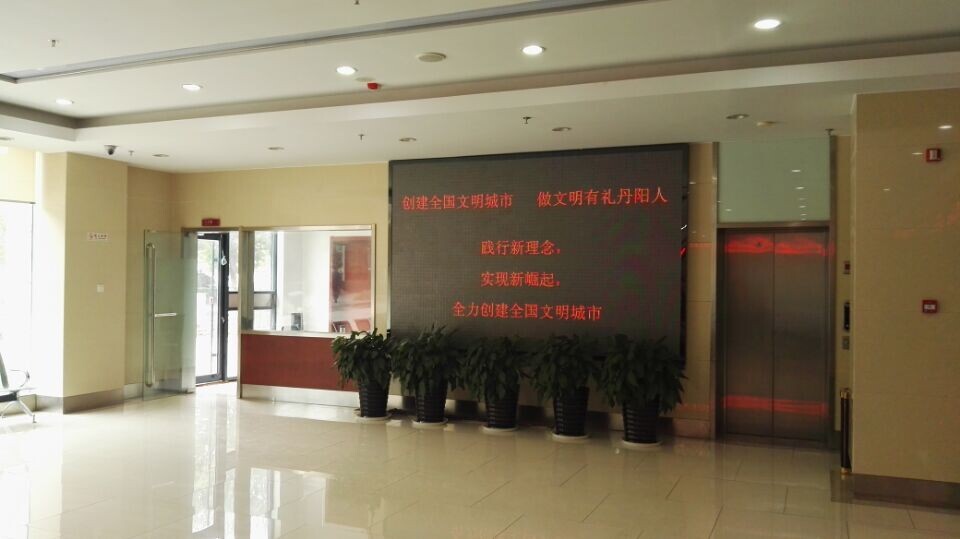 创建全国文明城市 做文明有礼丹阳人
践行新理念,
实现新崛起,
全力创建全国文明城市